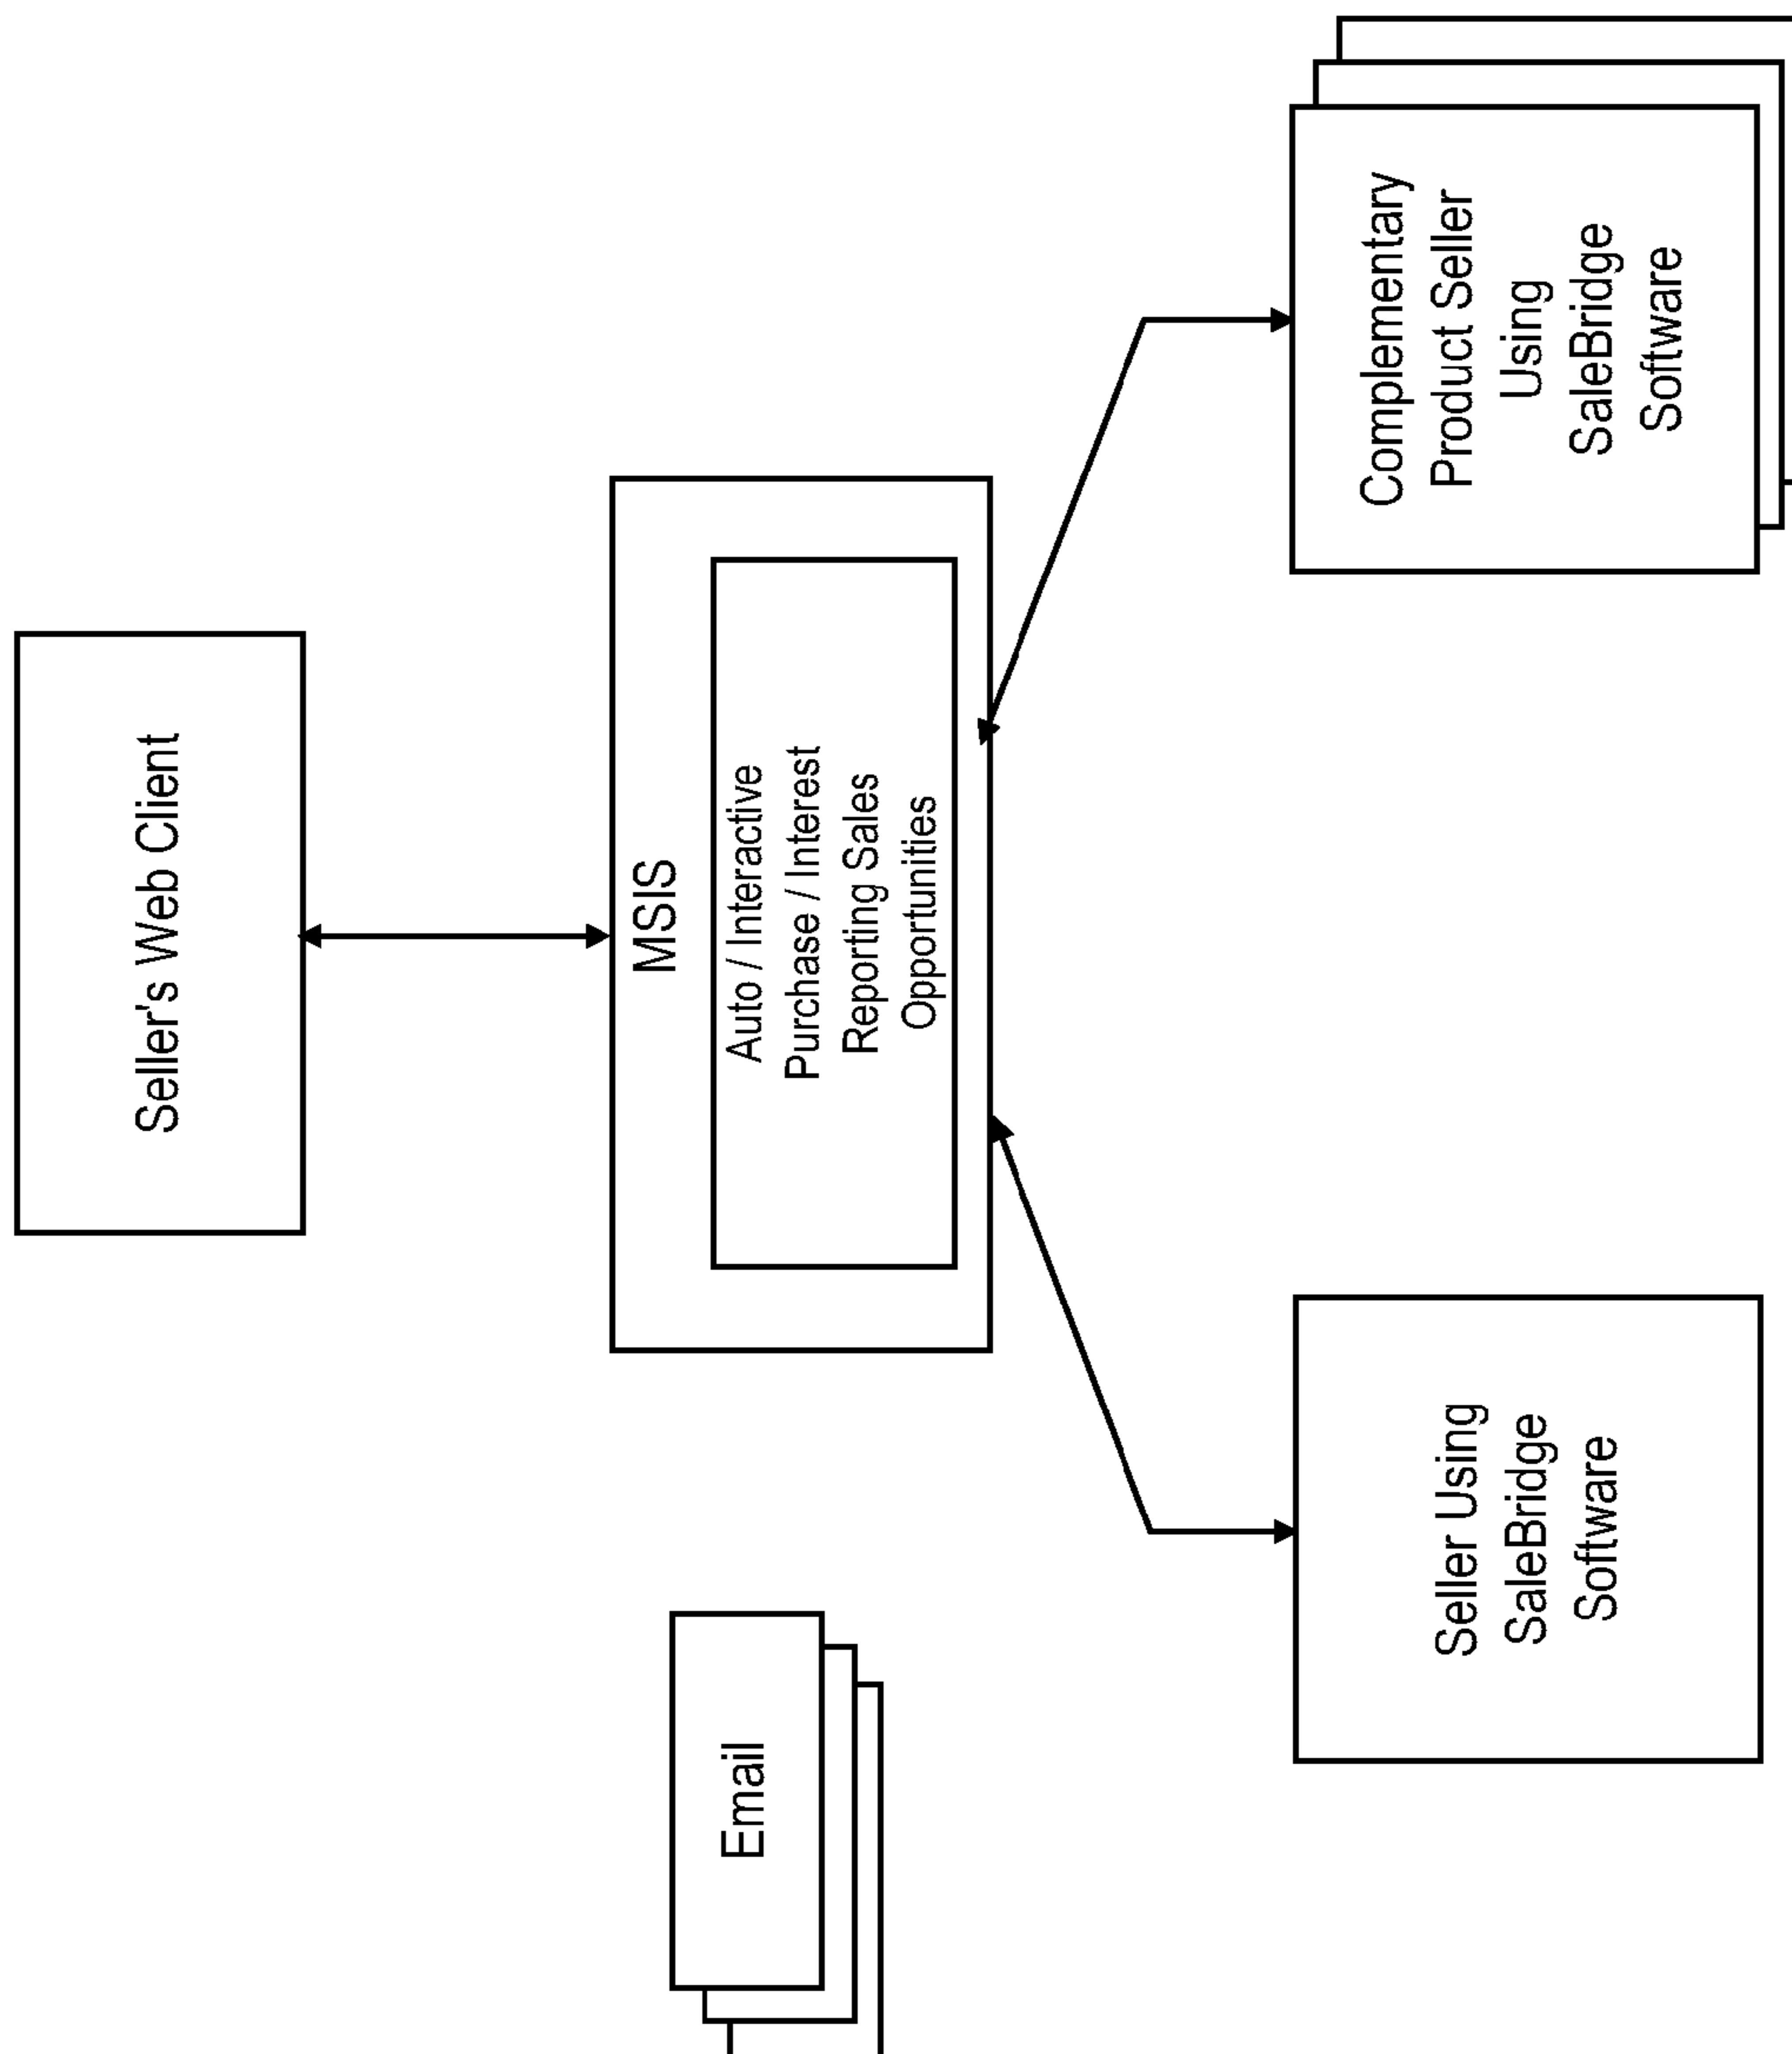 Seller's Web Client
MSIS
Auto / Interactive
Purchase / Interest
Reporting Sales
Opportunities
Email
Seller Using
SaleBridge
Software
Complementary
Product Seller
Using
SaleBridge
Software